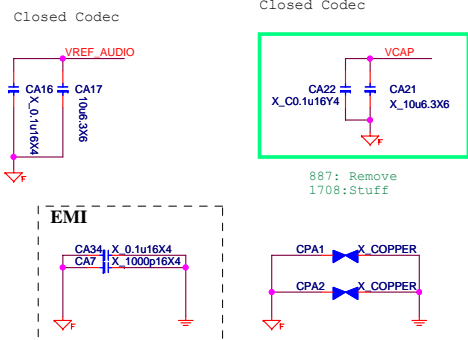 Closed Codec
Closed Codec
VREF_AUDIO
VCAP
CA16
CA17
X_0.1u16X4
10u6.3X6
CA22
X_C0.1u16Y4
CA21
X_10u6.3X6
F
F
887: Remove
1708:Stuff
EMI
CA34 X_0.1u16X4
CA7 X_1000p16X4
CPA1 X_COPPER
CPA2 X_COPPER
F
F